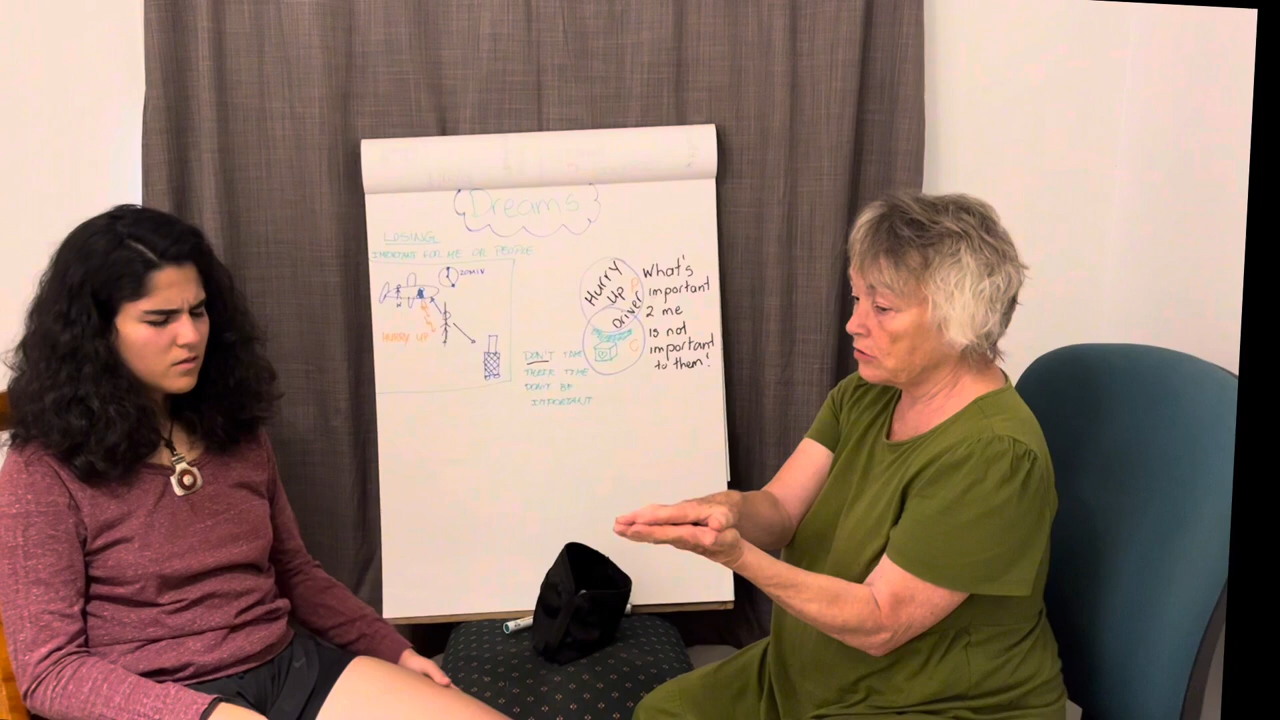 Dreams
LOSING
IMPORTANT FOR ME OR PEOPLE
20MIN
HURRY UP
DON'T TAKE
THEIR TIME
DON'T BE
IMPORTANT
Hurry
Up
Driver
P
C
What's
important
2 me
is not
important
to them!